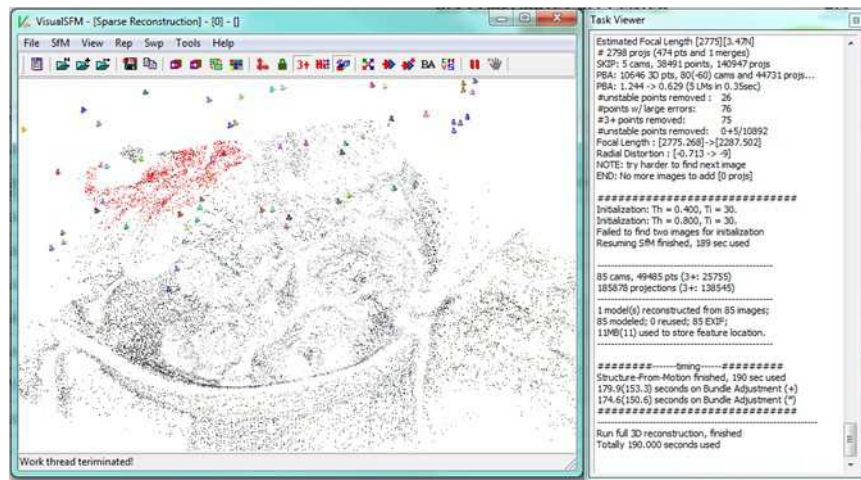 VisualSFM - [Sparse Reconstruction] - [0] - []
File SfM View Rep Swp Tools Help
3+ BA
Work thread teriminated!
Task Viewer
Estimated Focal Length [2775][3.47N]
# 2798 projs (474 pts and 1 merges)
SKIP: 5 cams, 38491 points, 140947 projs
PBA: 10646 3D pts, 80(-60) cams and 44731 projs...
PBA: 1.244 -> 0.629 (5 LMs in 0.35sec)
#unstable points removed : 26
#points w/ large errors: 76
#3+ points removed: 75
#unstable points removed: 0+5/10892
Focal Length : [2775.268]->[2287.502]
Radial Distortion : [-0.713 -> -9]
NOTE: try harder to find next image
END: No more images to add [0 projs]
#############################
Initialization: Th = 0.400, Ti = 30.
Initialization: Th = 0.800, Ti = 30.
Failed to find two images for initialization
Resuming SfM finished, 189 sec used
----------------------------------------------------------------
85 cams, 49485 pts (3+: 25755)
185878 projections (3+: 138545)
----------------------------------------------------------------
1 model(s) reconstructed from 85 images;
85 modeled; 0 reused; 85 EXIF;
11MB(11) used to store feature location.
----------------------------------------------------------------
########-------timing------#########
Structure-From-Motion finished, 190 sec used
179.9(153.3) seconds on Bundle Adjustment (+)
174.6(150.6) seconds on Bundle Adjustment (*)
#############################
----------------------------------------------------------------
Run full 3D reconstruction, finished
Totally 190.000 seconds used